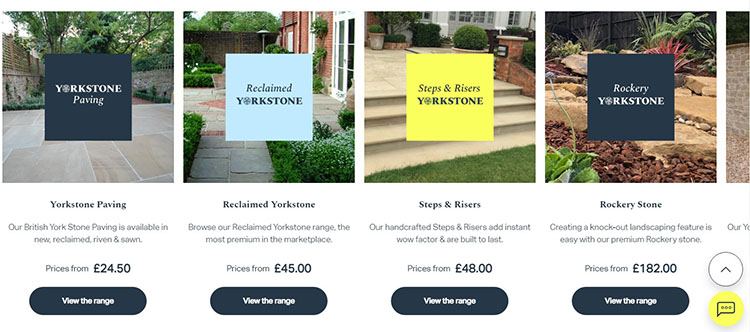 YORKSTONE
Paving
Reclaimed
YORKSTONE
Steps & Risers
YORKSTONE
Rockery
YORKSTONE
Yorkstone Paving
Our British York Stone Paving is available in
new, reclaimed, riven & sawn.
Prices from £24.50
View the range
Reclaimed Yorkstone
Browse our Reclaimed Yorkstone range, the
most premium in the marketplace.
Prices from £45.00
View the range
Steps & Risers
Our handcrafted Steps & Risers add instant
wow factor & are built to last.
Prices from £48.00
View the range
Rockery Stone
Creating a knock-out landscaping feature is
easy with our premium Rockery stone.
Prices from £182.00
View the range
Our